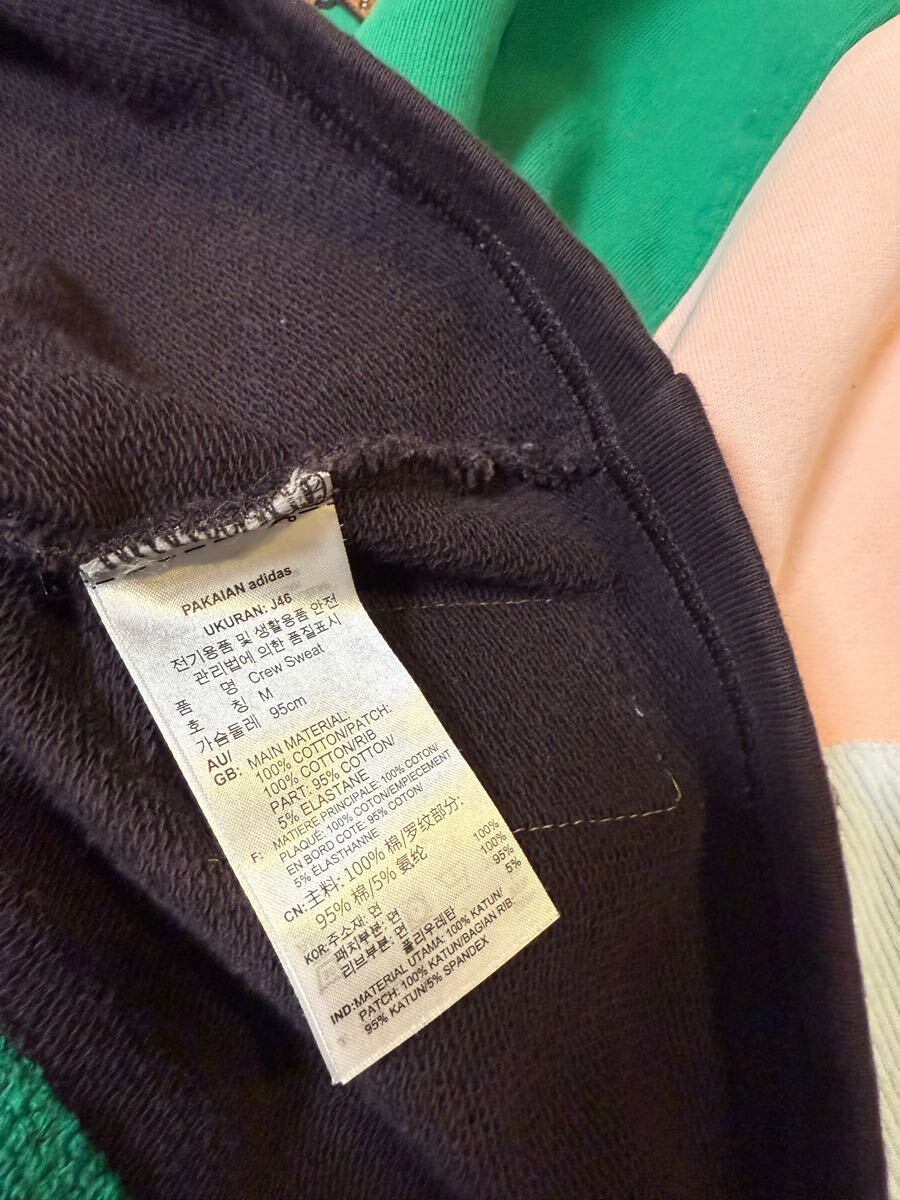 PAKAIAN adidas
UKURAN: J46
전기용품 및 생활용품 안전
관리법에 의한 품질표시
품 명 Crew Sweat
호 칭 M
가슴둘레 95cm
AU/
GB: MAIN MATERIAL:
100% COTTON/PATCH:
100% COTTON/RIB
PART: 95% COTTON/
5% ELASTANE
F: MATIERE PRINCIPALE: 100% COTON/
PLAQUE: 100% COTON/EMPIECEMENT
EN BORD COTE: 95% COTON/
5% ELASTHANNE
CN: 主料: 100% 棉/罗纹部分:
95% 棉/5% 氨纶
KOR: 주소재: 면 100%
패치부분: 면 100%
리브부분: 면 95%
폴리우레탄 5%
IND:MATERIAL UTAMA: 100% KATUN/
PATCH: 100% KATUN/BAGIAN RIB:
95% KATUN/5% SPANDEX